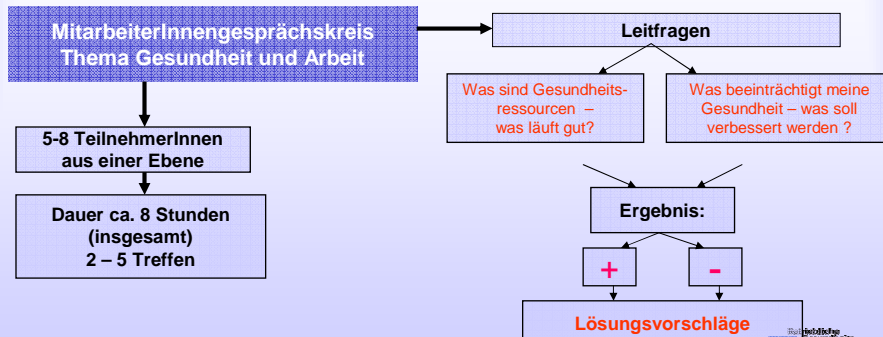 MitarbeiterInnengesprächskreis
Thema Gesundheit und Arbeit
5-8 TeilnehmerInnen
aus einer Ebene
Dauer ca. 8 Stunden
(insgesamt)
2 – 5 Treffen
Leitfragen
Was sind Gesundheits-
ressourcen –
was läuft gut?
Was beeinträchtigt meine
Gesundheit – was soll
verbessert werden ?
Ergebnis:
+
-
Lösungsvorschläge